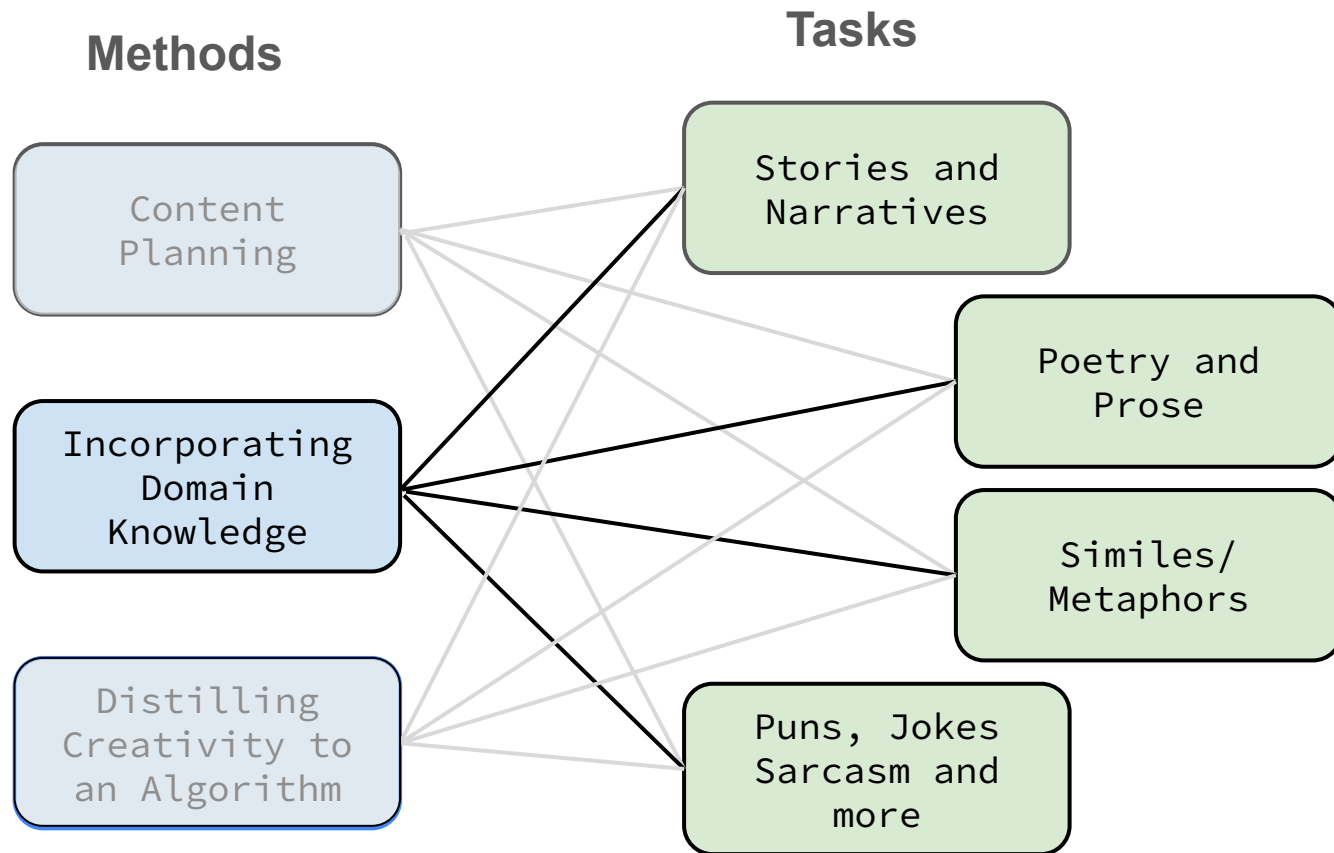 Methods
Tasks
Content
Planning
Incorporating
Domain
Knowledge
Distilling
Creativity to
an Algorithm
Stories and
Narratives
Poetry and
Prose
Similes/
Metaphors
Puns, Jokes
Sarcasm and
more